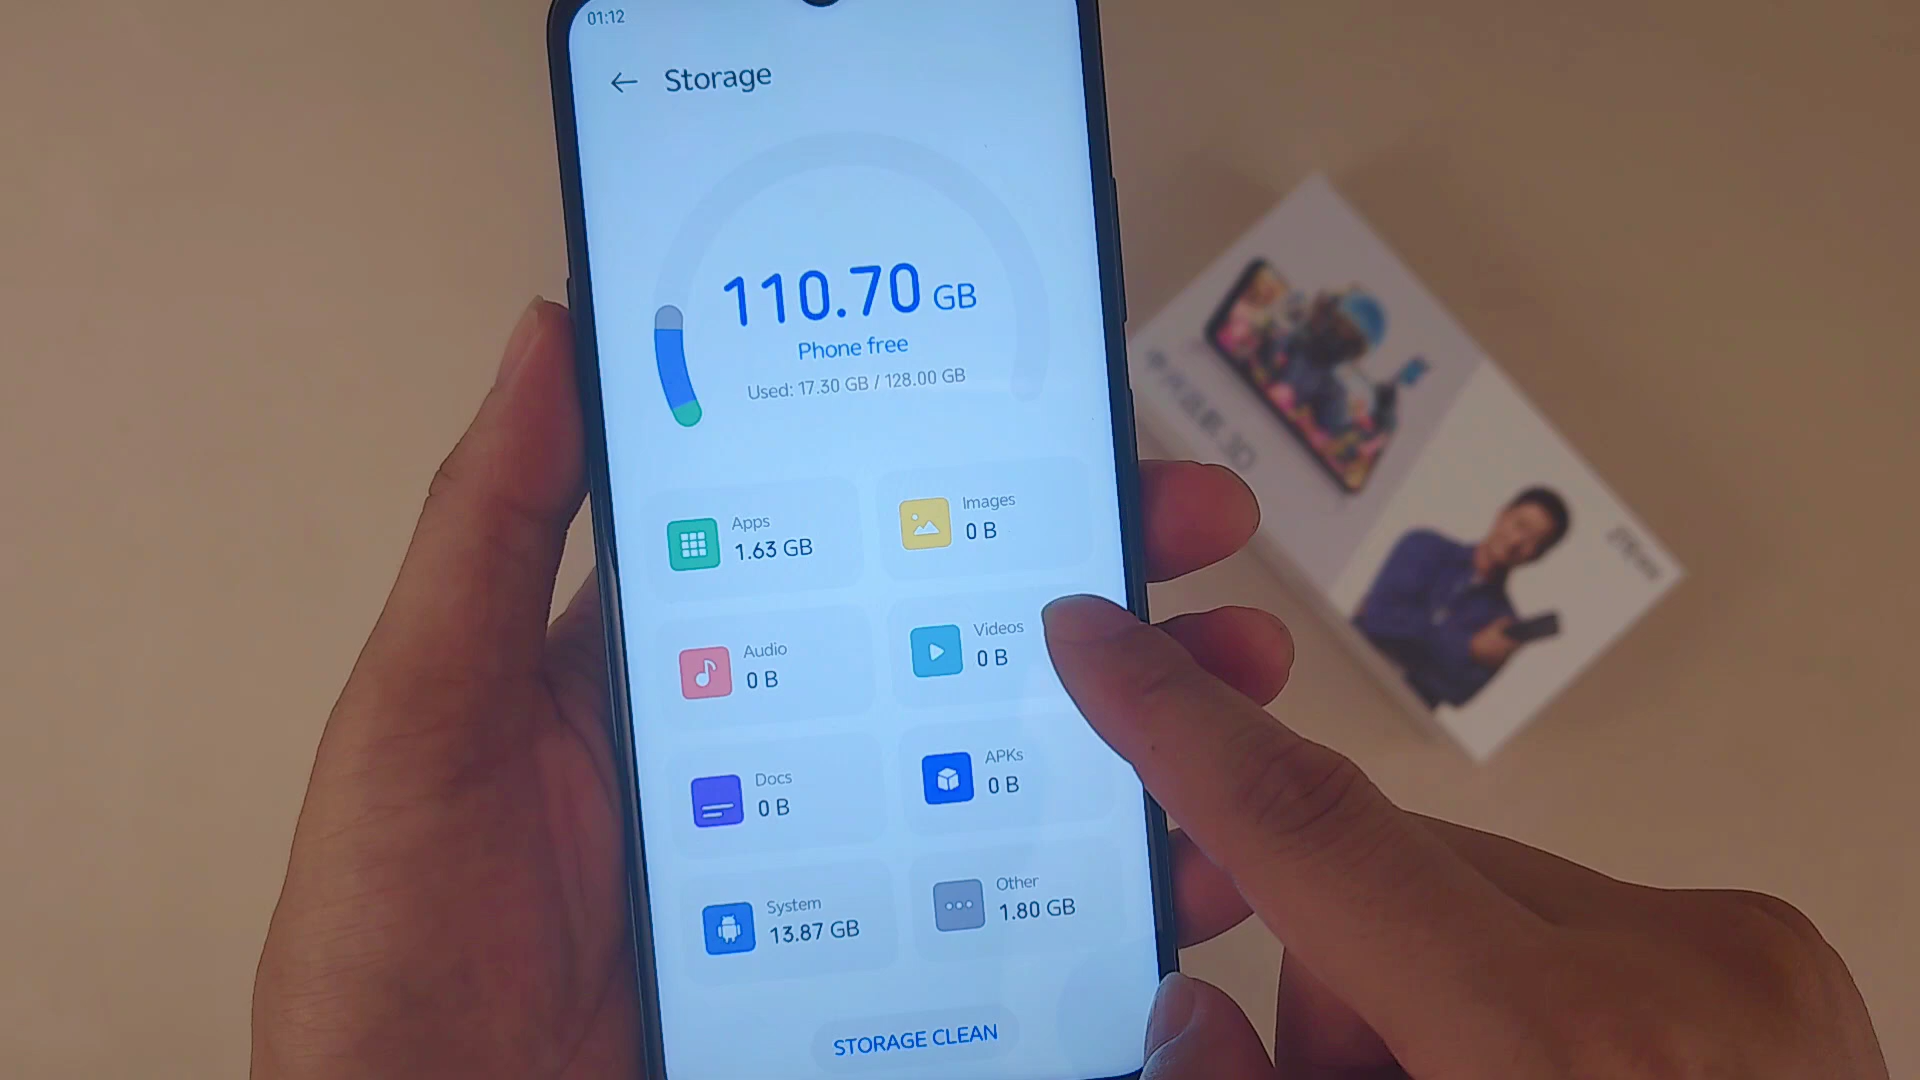 01:12
Storage
110.70 GB
Phone free
Used: 17.30 GB / 128.00 GB
Apps
1.63 GB
Images
0 B
Audio
0 B
Videos
0 B
Docs
0 B
APKs
0 B
System
13.87 GB
Other
1.80 GB
STORAGE CLEAN